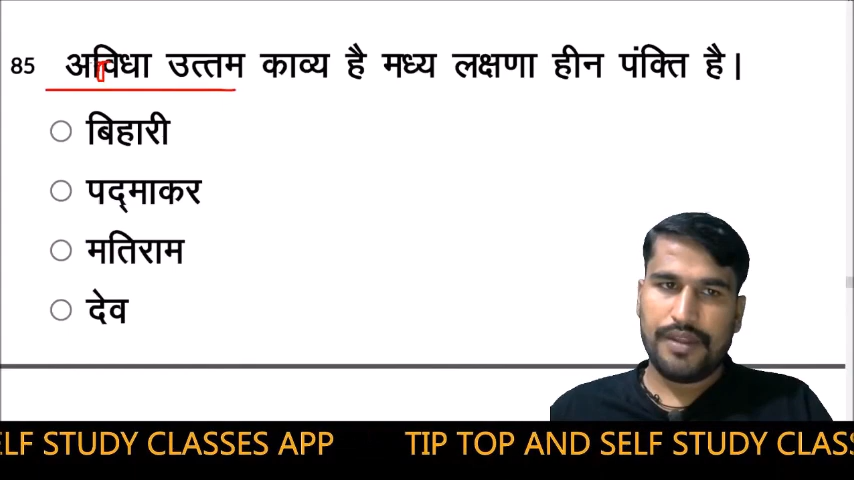 85 अविधा उत्तम काव्य है मध्य लक्षणा हीन पंक्ति है।
बिहारी
पद्माकर
मतिराम
देव
ELF STUDY CLASSES APP TIP TOP AND SELF STUDY CLASS